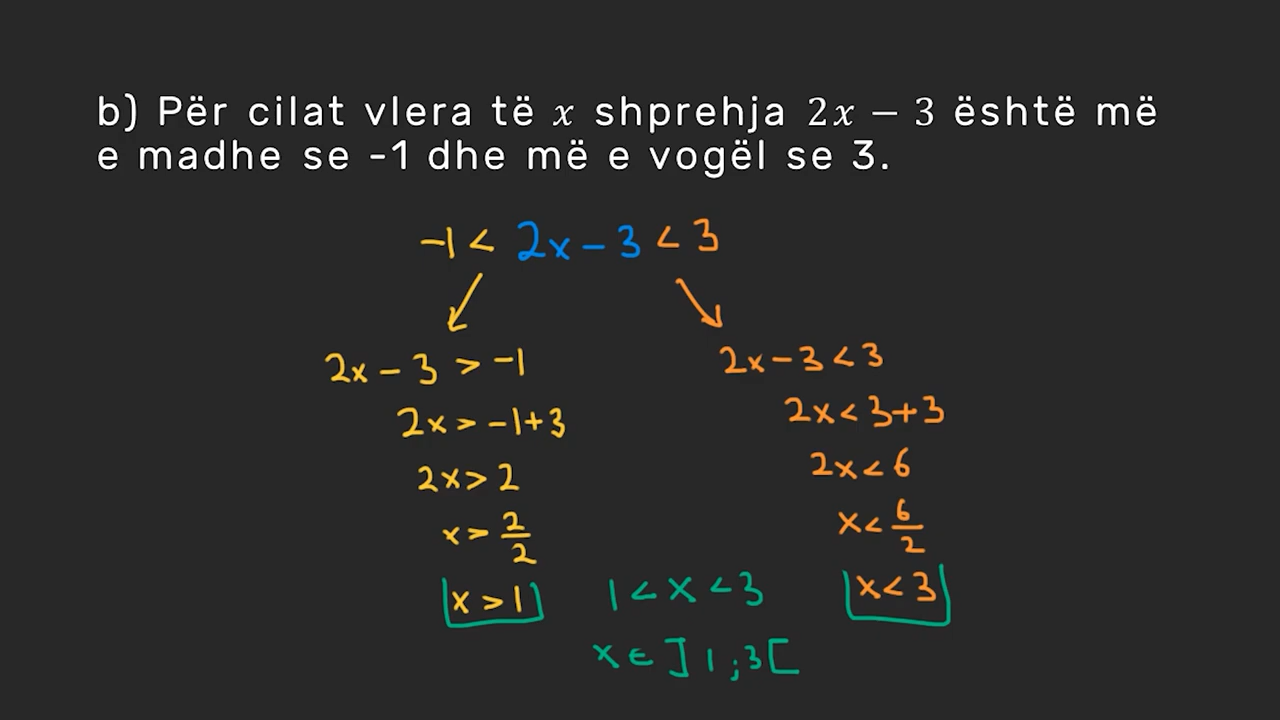 b) Për cilat vlera të x shprehja 2x − 3 është më
e madhe se -1 dhe më e vogël se 3.
-1 < 2x - 3 < 3
2x - 3 > -1
2x > -1+3
2x > 2
x > 2/2
x > 1
2x - 3 < 3
2x < 3+3
2x < 6
x < 6/2
x < 3
1 < x < 3
x ∈ ]1;3[